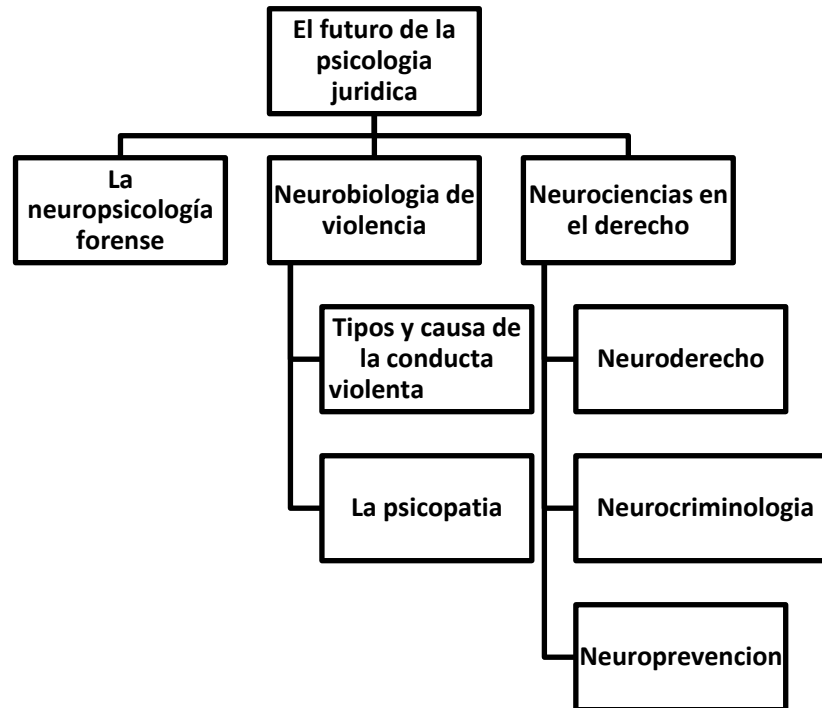 El futuro de la
psicologia
juridica
La
neuropsicología
forense
Neurobiologia de
violencia
Neurociencias en
el derecho
Tipos y causa de
la conducta
violenta
Neuroderecho
La psicopatia
Neurocriminologia
Neuroprevencion